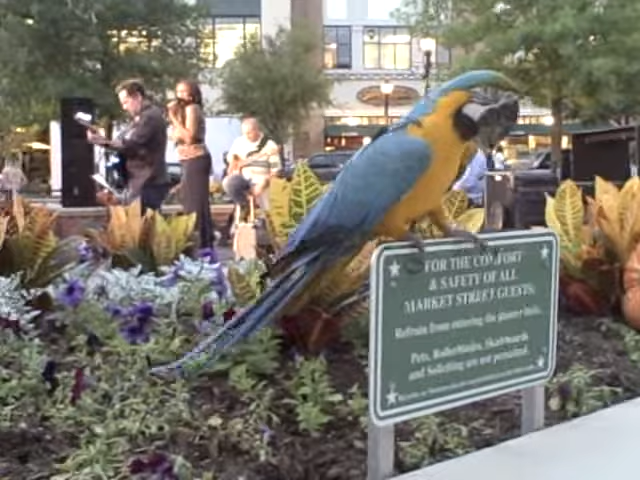 FOR THE COMFORT
& SAFETY OF ALL
MARKET STREET GUESTS:
Refrain from entering the planter beds.
Pets, Rollerblades, Skateboards
and Soliciting are not permitted.